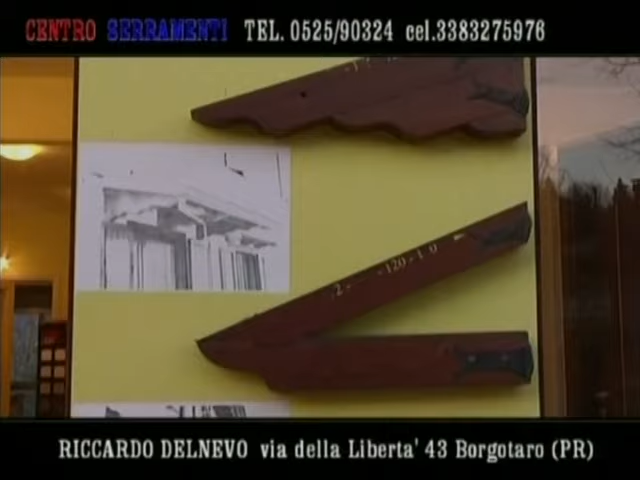 CENTRO SERRAMENTI TEL. 0525/90324 cel.3383275976
RICCARDO DELNEVO via della Liberta' 43 Borgotaro (PR)